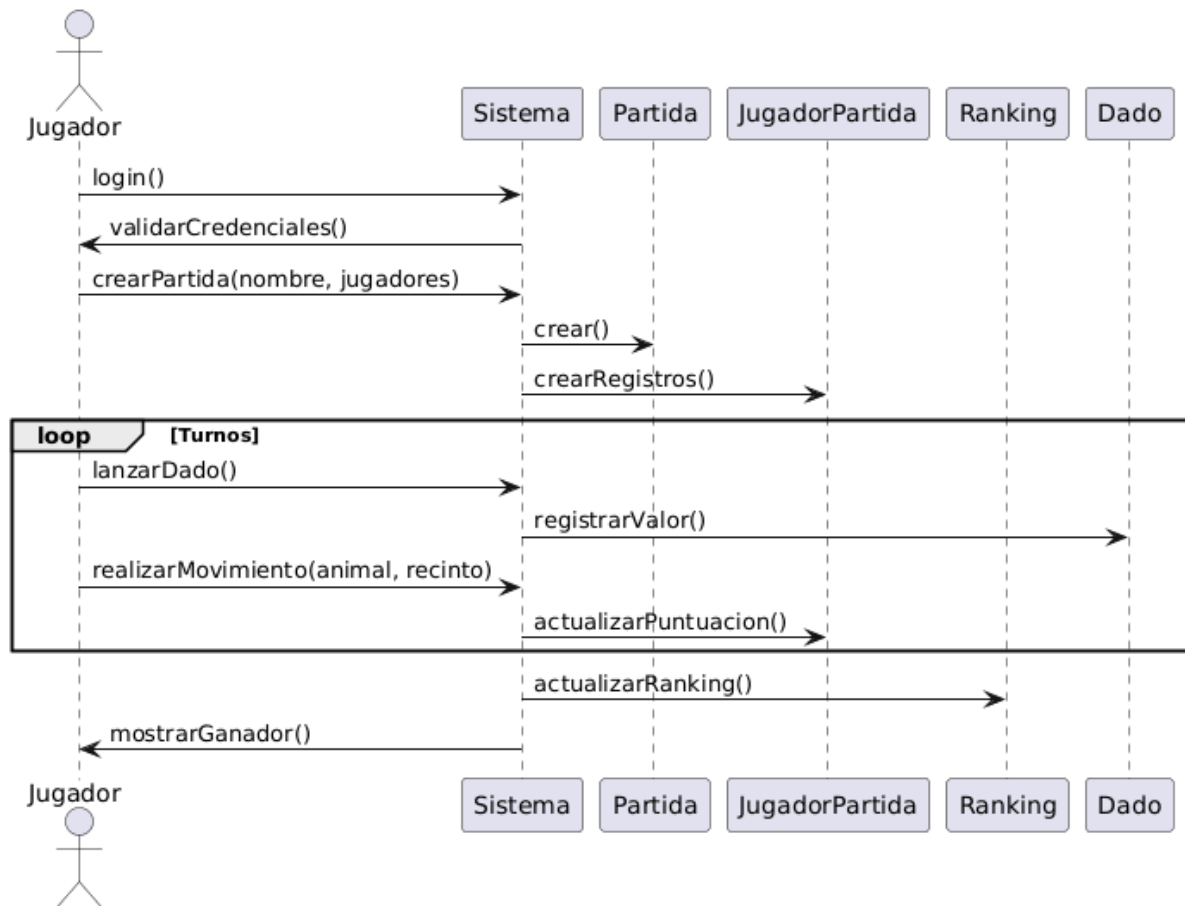 Jugador
Sistema
Partida
JugadorPartida
Ranking
Dado
login()
validarCredenciales()
crearPartida(nombre, jugadores)
crear()
crearRegistros()
loop [Turnos]
lanzarDado()
registrarValor()
realizarMovimiento(animal, recinto)
actualizarPuntuacion()
actualizarRanking()
mostrarGanador()
Jugador
Sistema
Partida
JugadorPartida
Ranking
Dado